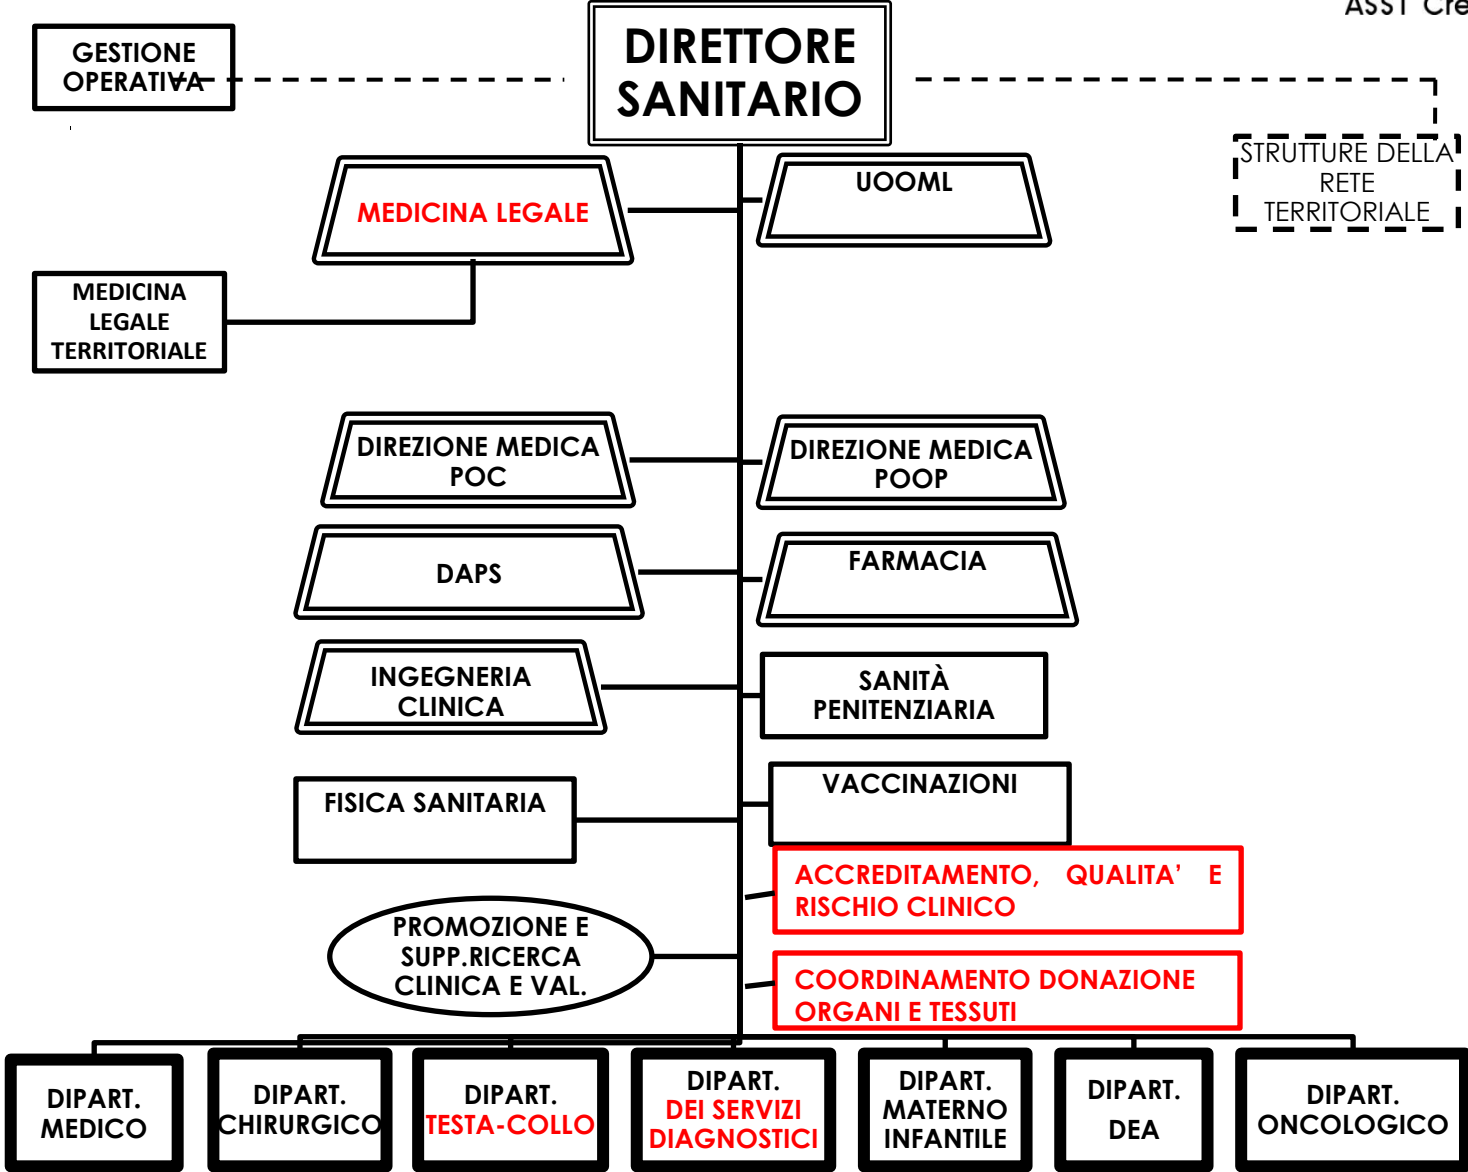 ASST Cre
GESTIONE
OPERATIVA
DIRETTORE
SANITARIO
STRUTTURE DELLA
RETE
TERRITORIALE
MEDICINA LEGALE
UOOML
MEDICINA
LEGALE
TERRITORIALE
DIREZIONE MEDICA
POC
DIREZIONE MEDICA
POOP
DAPS
FARMACIA
INGEGNERIA
CLINICA
SANITÀ
PENITENZIARIA
FISICA SANITARIA
VACCINAZIONI
ACCREDITAMENTO, QUALITA’ E
RISCHIO CLINICO
PROMOZIONE E
SUPP.RICERCA
CLINICA E VAL.
COORDINAMENTO DONAZIONE
ORGANI E TESSUTI
DIPART.
MEDICO
DIPART.
CHIRURGICO
DIPART.
TESTA-COLLO
DIPART.
DEI SERVIZI
DIAGNOSTICI
DIPART.
MATERNO
INFANTILE
DIPART.
DEA
DIPART.
ONCOLOGICO